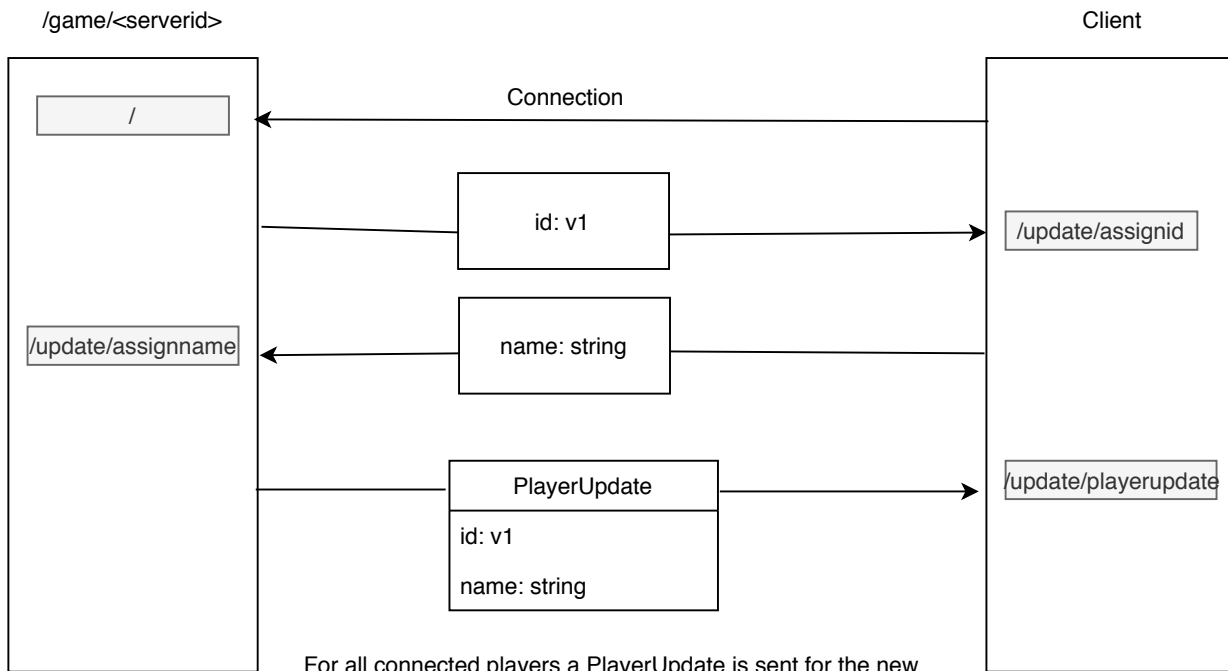 /game/<serverid>
Client
Connection
/
id: v1
/update/assignid
name: string
/update/assignname
PlayerUpdate
/update/playerupdate
id: v1
name: string
For all connected players a PlayerUpdate is sent for the new